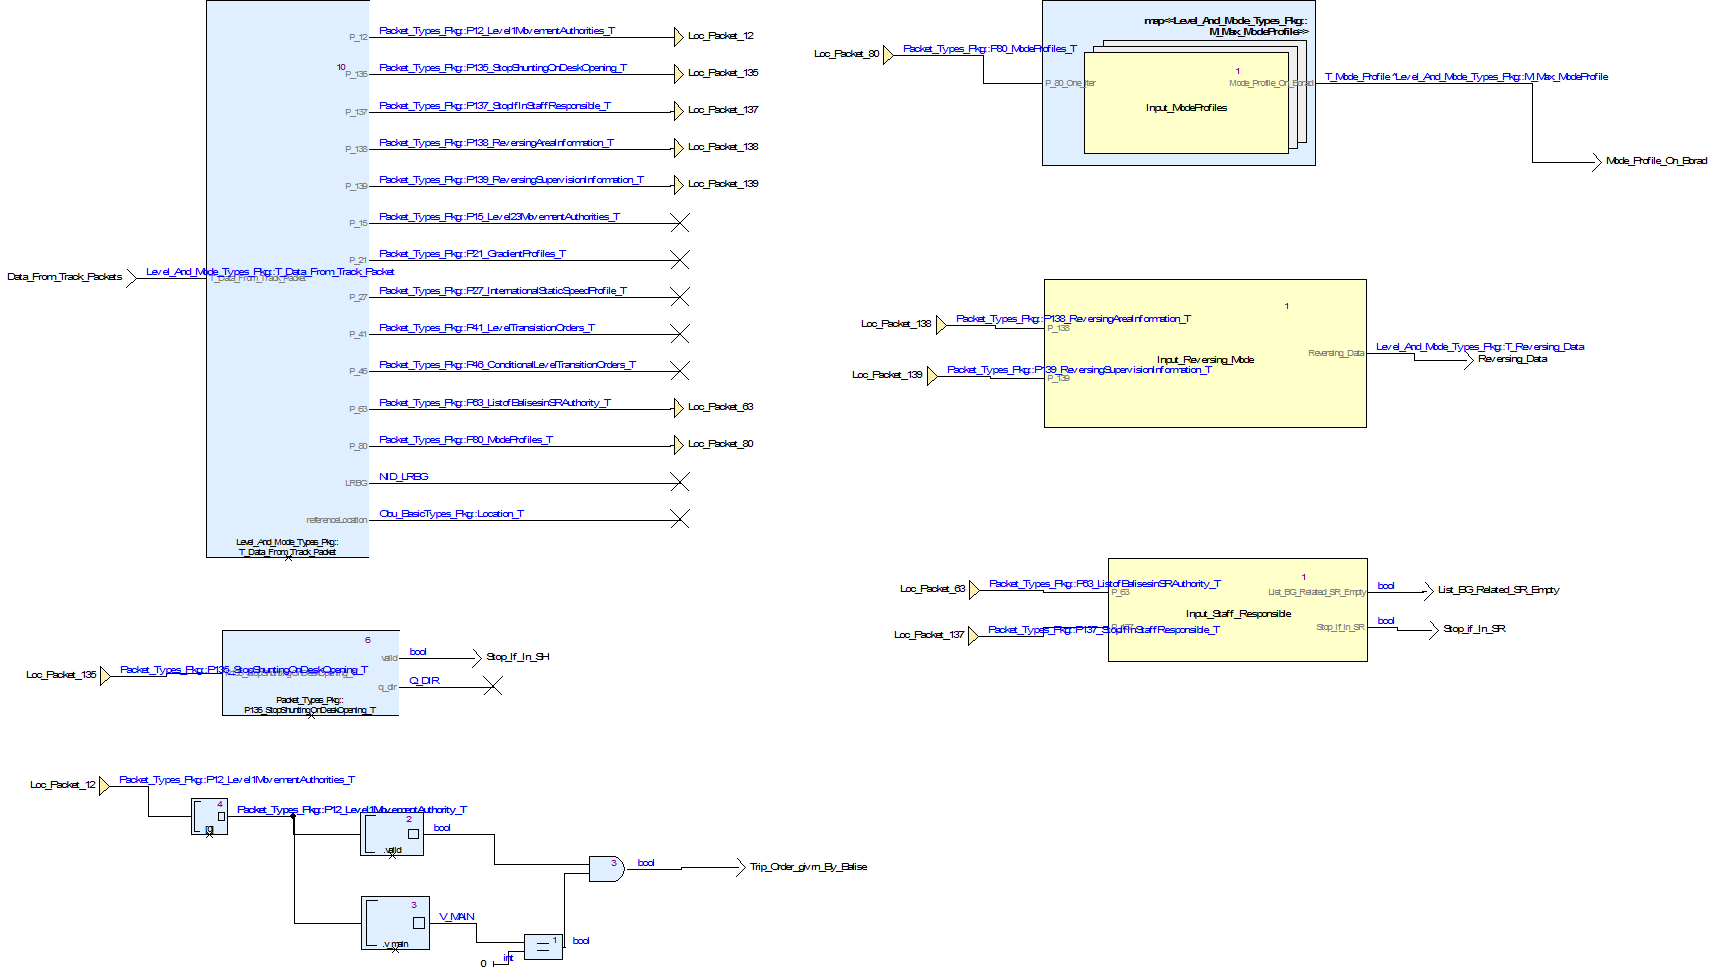 Data_From_Track_Packets
Level_And_Mode_Types_Pkg::T_Data_From_Track_Packet
T_Data_From_Track_Packet
10
P_12
Packet_Types_Pkg::P12_Level1MovementAuthorities_T
Loc_Packet_12
P_135
Packet_Types_Pkg::P135_StopShuntingOnDeskOpening_T
Loc_Packet_135
P_137
Packet_Types_Pkg::P137_StopIfInStaffResponsible_T
Loc_Packet_137
P_138
Packet_Types_Pkg::P138_ReversingAreaInformation_T
Loc_Packet_138
P_139
Packet_Types_Pkg::P139_ReversingSupervisionInformation_T
Loc_Packet_139
P_15
Packet_Types_Pkg::P15_Level23MovementAuthorities_T
P_21
Packet_Types_Pkg::P21_GradientProfiles_T
P_27
Packet_Types_Pkg::P27_InternationalStaticSpeedProfile_T
P_41
Packet_Types_Pkg::P41_LevelTransistionOrders_T
P_46
Packet_Types_Pkg::P46_ConditionalLevelTransitionOrders_T
P_63
Packet_Types_Pkg::P63_ListofBalisesinSRAuthority_T
Loc_Packet_63
P_80
Packet_Types_Pkg::P80_ModeProfiles_T
Loc_Packet_80
LRBG
NID_LRBG
referenceLocation
Obu_BasicTypes_Pkg::Location_T
Level_And_Mode_Types_Pkg::
T_Data_From_Track_Packet
Loc_Packet_135
Packet_Types_Pkg::P135_StopShuntingOnDeskOpening_T
6
valid
bool
Stop_If_In_SH
q_dir
Q_DIR
Packet_Types_Pkg::
P135_StopShuntingOnDeskOpening_T
Loc_Packet_12
Packet_Types_Pkg::P12_Level1MovementAuthorities_T
4
[0]
Packet_Types_Pkg::P12_Level1MovementAuthority_T
2
.valid
bool
3
.v_main
V_MAIN
0
int
1
bool
3
bool
Trip_Order_givrn_By_Balise
map<<Level_And_Mode_Types_Pkg::
M_Max_ModeProfile>>
Loc_Packet_80
Packet_Types_Pkg::P80_ModeProfiles_T
P_80_One_Iter
1
Mode_Profile_On_Borad
Input_ModeProfiles
T_Mode_Profile ^Level_And_Mode_Types_Pkg::M_Max_ModeProfile
Mode_Profile_On_Borad
Loc_Packet_138
Packet_Types_Pkg::P138_ReversingAreaInformation_T
P_138
1
Input_Reversing_Mode
Loc_Packet_139
Packet_Types_Pkg::P139_ReversingSupervisionInformation_T
P_139
Reversing_Data
Level_And_Mode_Types_Pkg::T_Reversing_Data
Reversing_Data
Loc_Packet_63
Packet_Types_Pkg::P63_ListofBalisesinSRAuthority_T
P_63
1
List_BG_Related_SR_Empty
bool
List_BG_Related_SR_Empty
Input_Staff_Responsible
Loc_Packet_137
Packet_Types_Pkg::P137_StopIfInStaffResponsible_T
Stop_If_In_SR
bool
Stop_if_In_SR